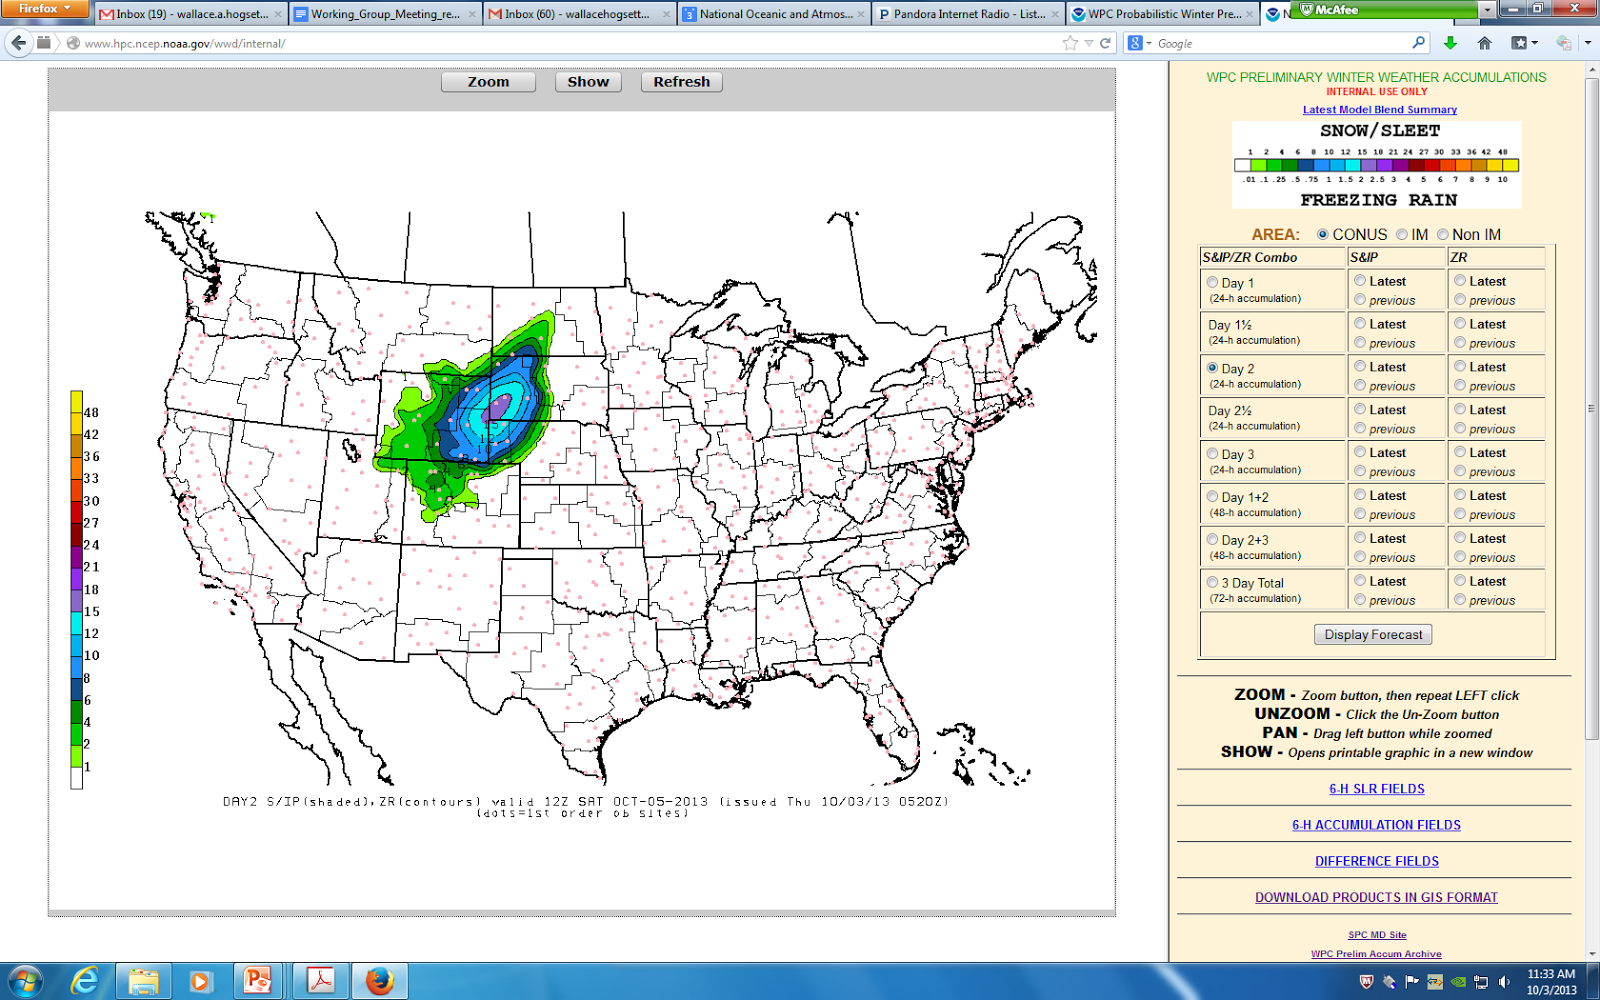 Firefox
Inbox (19) - wallace.a.hogset...
Working_Group_Meeting_re...
Inbox (60) - wallacehogsett...
National Oceanic and Atmos...
Pandora Internet Radio - List...
WPC Probabilistic Winter Pre...
McAfee
www.hpc.ncep.noaa.gov/wwd/internal/
Google
Zoom
Show
Refresh
48
42
36
33
30
27
24
21
18
15
12
10
8
6
4
2
1
DAY2 S/IP(shaded),ZR(contours) valid 12Z SAT OCT-05-2013 (issued Thu 10/03/13 0520Z)
(dots=1st order ob sites)
WPC PRELIMINARY WINTER WEATHER ACCUMULATIONS
INTERNAL USE ONLY
Latest Model Blend Summary
SNOW/SLEET
1 2 4 6 8 10 12 15 18 21 24 27 30 33 36 42 48
.01 .1 .25 .5 .75 1 1.5 2 2.5 3 4 5 6 7 8 9 10
FREEZING RAIN
AREA: CONUS IM Non IM
S&IP/ZR Combo S&IP ZR
Day 1 Latest Latest
(24-h accumulation) previous previous
Day 1½ Latest Latest
(24-h accumulation) previous previous
Day 2 Latest Latest
(24-h accumulation) previous previous
Day 2½ Latest Latest
(24-h accumulation) previous previous
Day 3 Latest Latest
(24-h accumulation) previous previous
Day 1+2 Latest Latest
(48-h accumulation) previous previous
Day 2+3 Latest Latest
(48-h accumulation) previous previous
3 Day Total Latest Latest
(72-h accumulation) previous previous
Display Forecast
ZOOM - Zoom button, then repeat LEFT click
UNZOOM - Click the Un-Zoom button
PAN - Drag left button while zoomed
SHOW - Opens printable graphic in a new window
6-H SLR FIELDS
6-H ACCUMULATION FIELDS
DIFFERENCE FIELDS
DOWNLOAD PRODUCTS IN GIS FORMAT
SPC MD Site
WPC Prelim Accum Archive
11:33 AM
10/3/2013